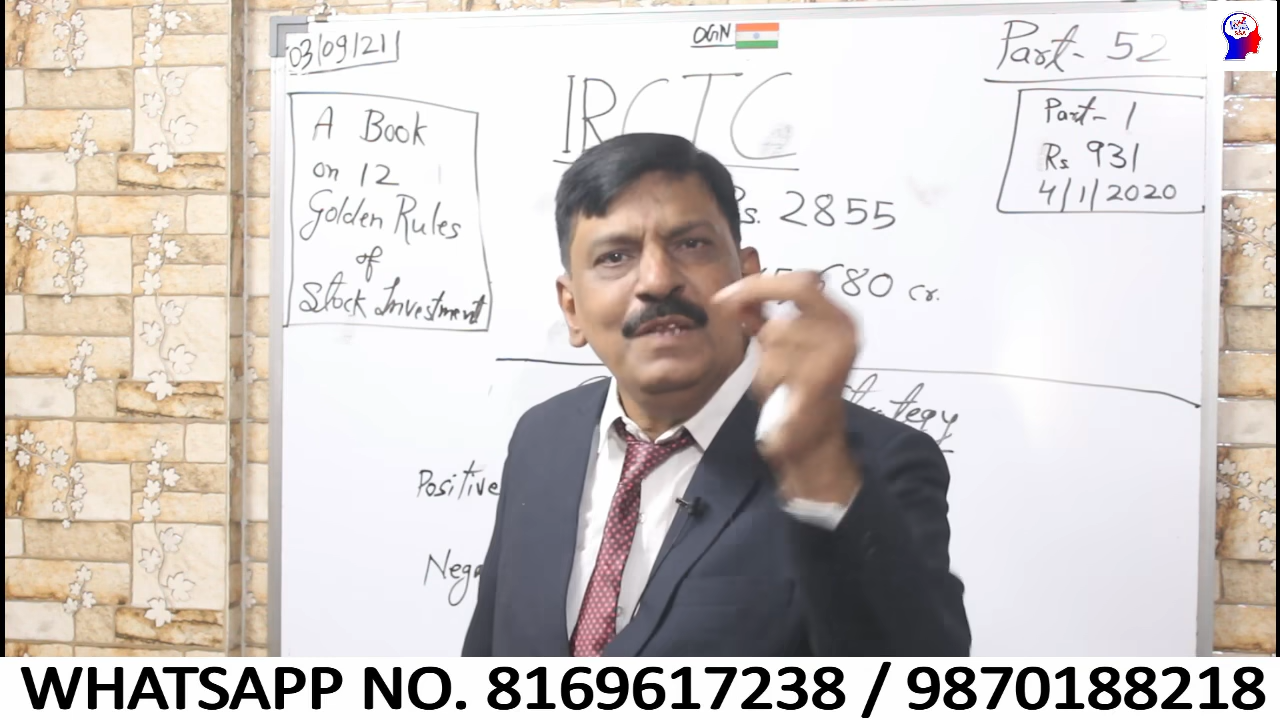 03/09/21
OGN
Part- 52
IRCTC
A Book
on 12
Golden Rules
of
Stock Investment
Part- 1
Rs 931
4/1/2020
Rs. 2855
680 cr.
Strategy
Positive
WHATSAPP NO. 8169617238 / 9870188218